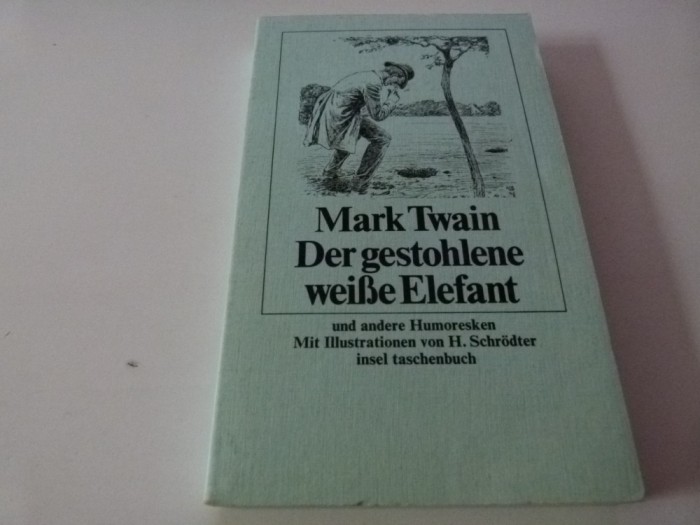 Mark Twain
Der gestohlene
weiße Elefant
und andere Humoresken
Mit Illustrationen von H. Schrödter
insel taschenbuch